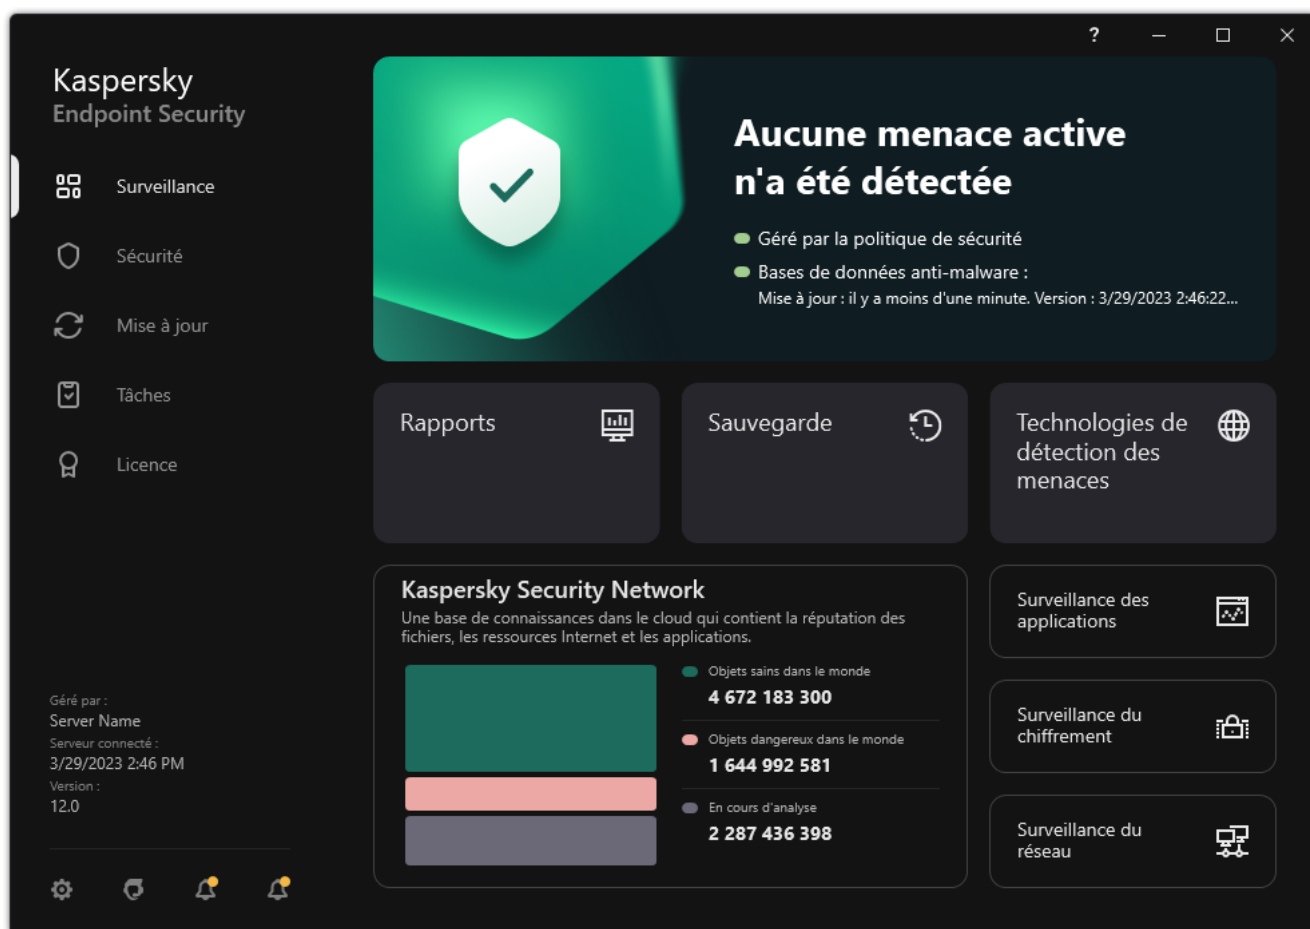 ?
Kaspersky
Endpoint Security
Surveillance
Sécurité
Mise à jour
Tâches
Licence
Géré par :
Server Name
Serveur connecté :
3/29/2023 2:46 PM
Version :
12.0
Aucune menace active
n'a été détectée
Géré par la politique de sécurité
Bases de données anti-malware :
Mise à jour : il y a moins d'une minute. Version : 3/29/2023 2:46:22...
Rapports
Sauvegarde
Technologies de
détection des
menaces
Kaspersky Security Network
Une base de connaissances dans le cloud qui contient la réputation des
fichiers, les ressources Internet et les applications.
Objets sains dans le monde
4 672 183 300
Objets dangereux dans le monde
1 644 992 581
En cours d'analyse
2 287 436 398
Surveillance des
applications
Surveillance du
chiffrement
Surveillance du
réseau